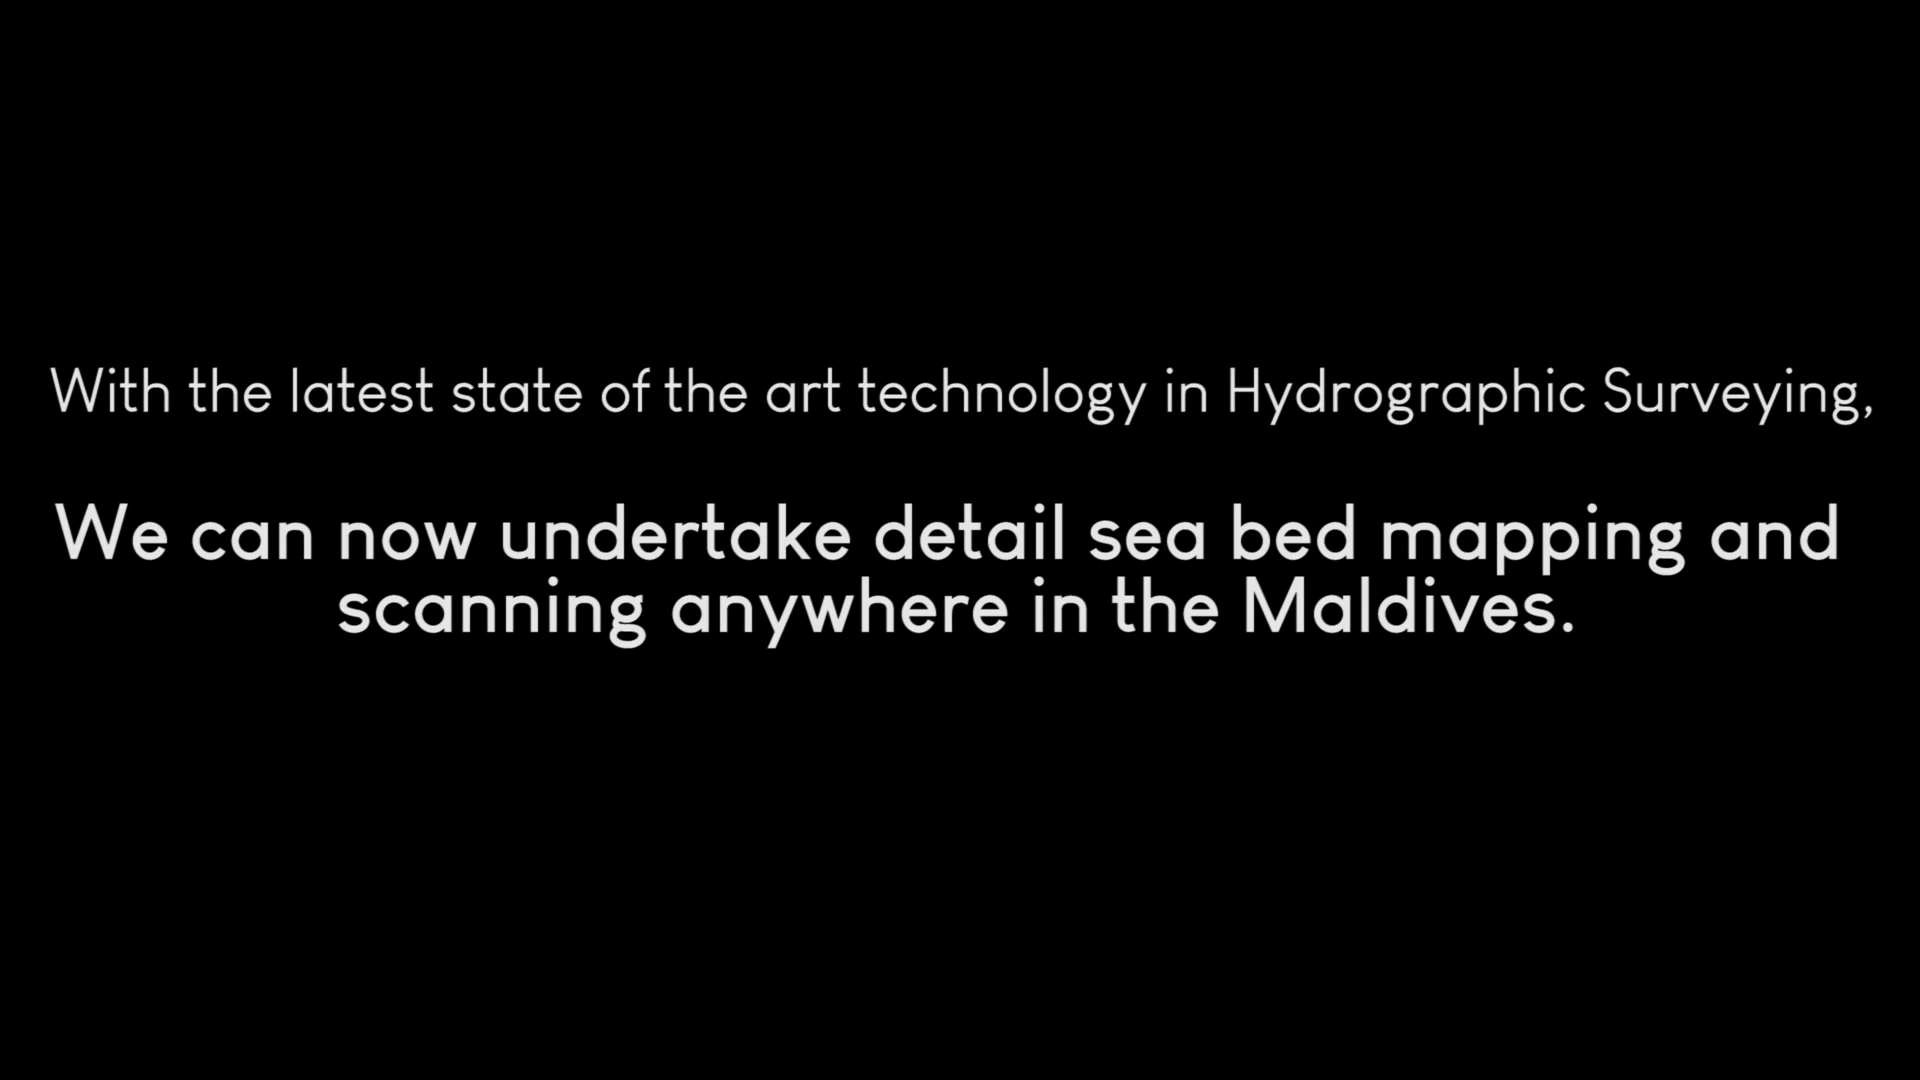 With the latest state of the art technology in Hydrographic Surveying,
We can now undertake detail sea bed mapping and
scanning anywhere in the Maldives.